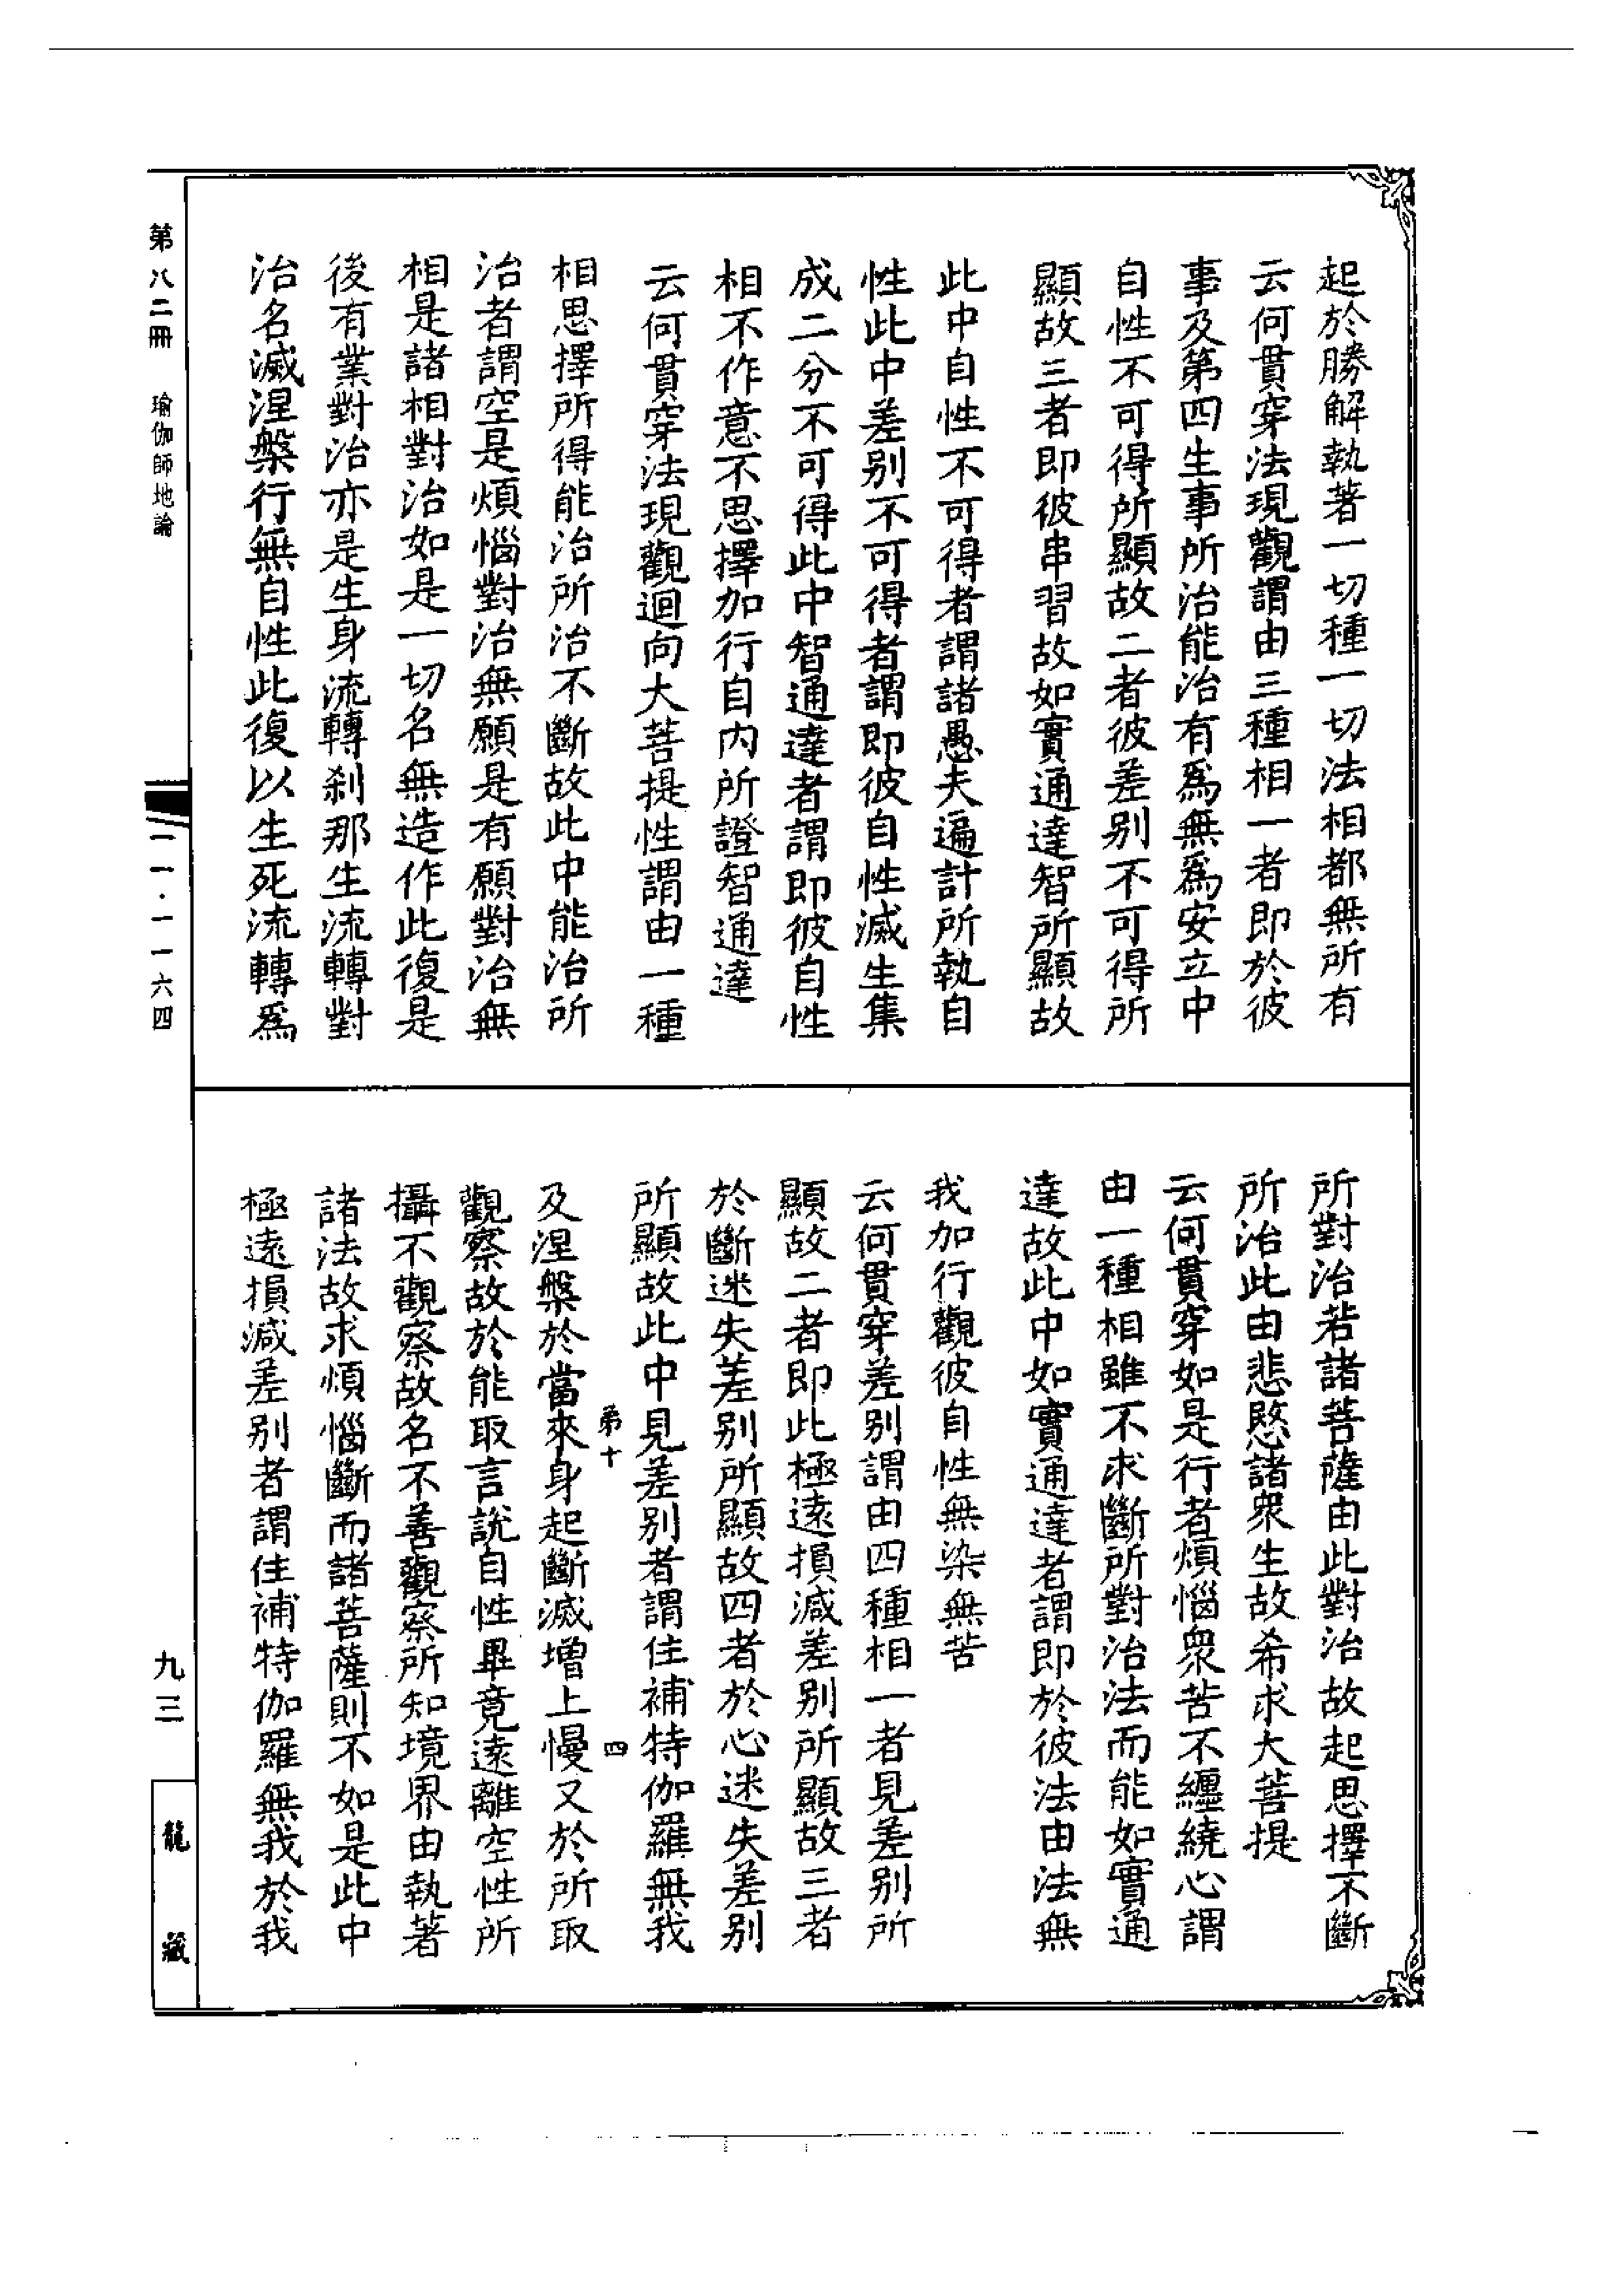 起於勝解執著一切種一切法相都無所有
云何貫穿法現觀謂由三種相一者即於彼
事及第四生事所治能治有爲無爲安立中
自性不可得所顯故二者彼差别不可得所
顯故三者即彼串習故如實通達智所顯故
此中自性不可得者謂諸愚夫遍計所執自
性此中差别不可得者謂即彼自性滅生集
成二分不可得此中智通達者謂即彼自性
相不作意不思擇加行自内所證智通達
云何貫穿法現觀迴向大菩提性謂由一種
相思擇所得能治所治不斷故此中能治所
治者謂空是煩惱對治無願是有願對治無
相是諸相對治如是一切名無造作此復是
後有業對治亦是生身流轉刹那生流轉對
治名滅涅槃行無自性此復以生死流轉爲
所對治若諸菩薩由此對治故起思擇不斷
所治此由悲愍諸衆生故希求大菩提
云何貫穿如是行者煩惱衆苦不纏繞心謂
由一種相雖不求斷所對治法而能如實通
達故此中如實通達者謂即於彼法由法無
我加行觀彼自性無染無苦
云何貫穿差别謂由四種相一者見差别所
顯故二者即此極遠損減差别所顯故三者
於斷迷失差别所顯故四者於心迷失差别
所顯故此中見差别者謂住補特伽羅無我
第十 四
及涅槃於當來身起斷滅增上慢又於所取
觀察故於能取言說自性畢竟遠離空性所
攝不觀察故名不善觀察所知境界由執著
諸法故求煩惱斷而諸菩薩則不如是此中
極遠損減差别者謂住補特伽羅無我於我
第八二冊 瑜伽師地論
二一·一一六四
九三
龍藏